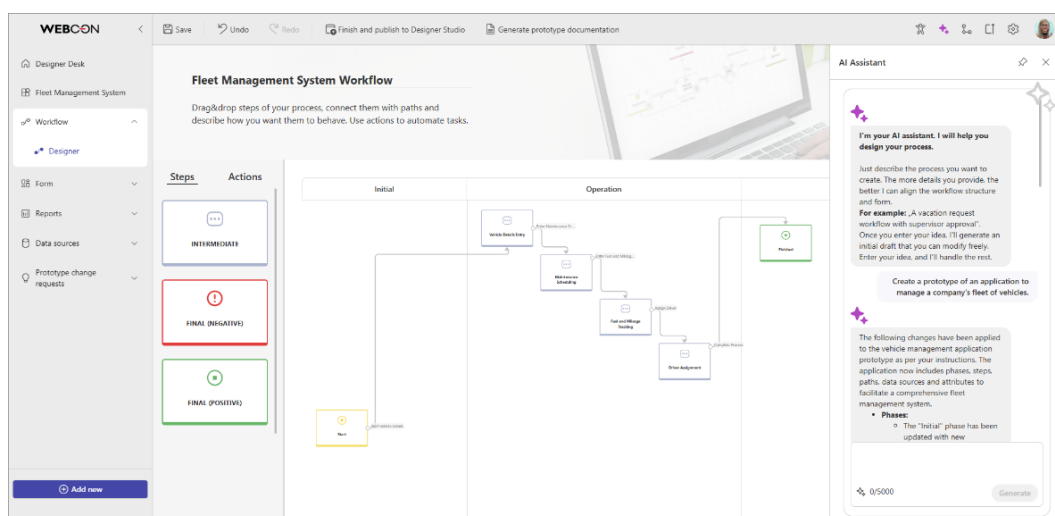 WEBCON
Save
Undo
Redo
Finish and publish to Designer Studio
Generate prototype documentation
Designer Desk
Fleet Management System
Workflow
Designer
Form
Reports
Data sources
Prototype change
requests
Add new
Fleet Management System Workflow
Drag&drop steps of your process, connect them with paths and
describe how you want them to behave. Use actions to automate tasks.
Steps
Actions
INTERMEDIATE
FINAL (NEGATIVE)
FINAL (POSITIVE)
Initial
Operation
Start
Vehicle Details Entry
Maintenance
Scheduling
Fuel and Mileage
Tracking
Assign Driver
Driver Assignment
Complete Process
Finished
AI Assistant
I'm your AI assistant. I will help you
design your process.
Just describe the process you want to
create. The more details you provide, the
better I can align the workflow structure
and form.
For example: „A vacation request
workflow with supervisor approval”.
Once you enter your idea, I'll generate an
initial draft that you can modify freely.
Enter your idea, and I'll handle the rest.
Create a prototype of an application to
manage a company's fleet of vehicles.
The following changes have been applied
to the vehicle management application
prototype as per your instructions. The
application now includes phases, steps,
paths, data sources and attributes to
facilitate a comprehensive fleet
management system.
• Phases:
○ The "Initial" phase has been
updated with new
0/5000
Generate